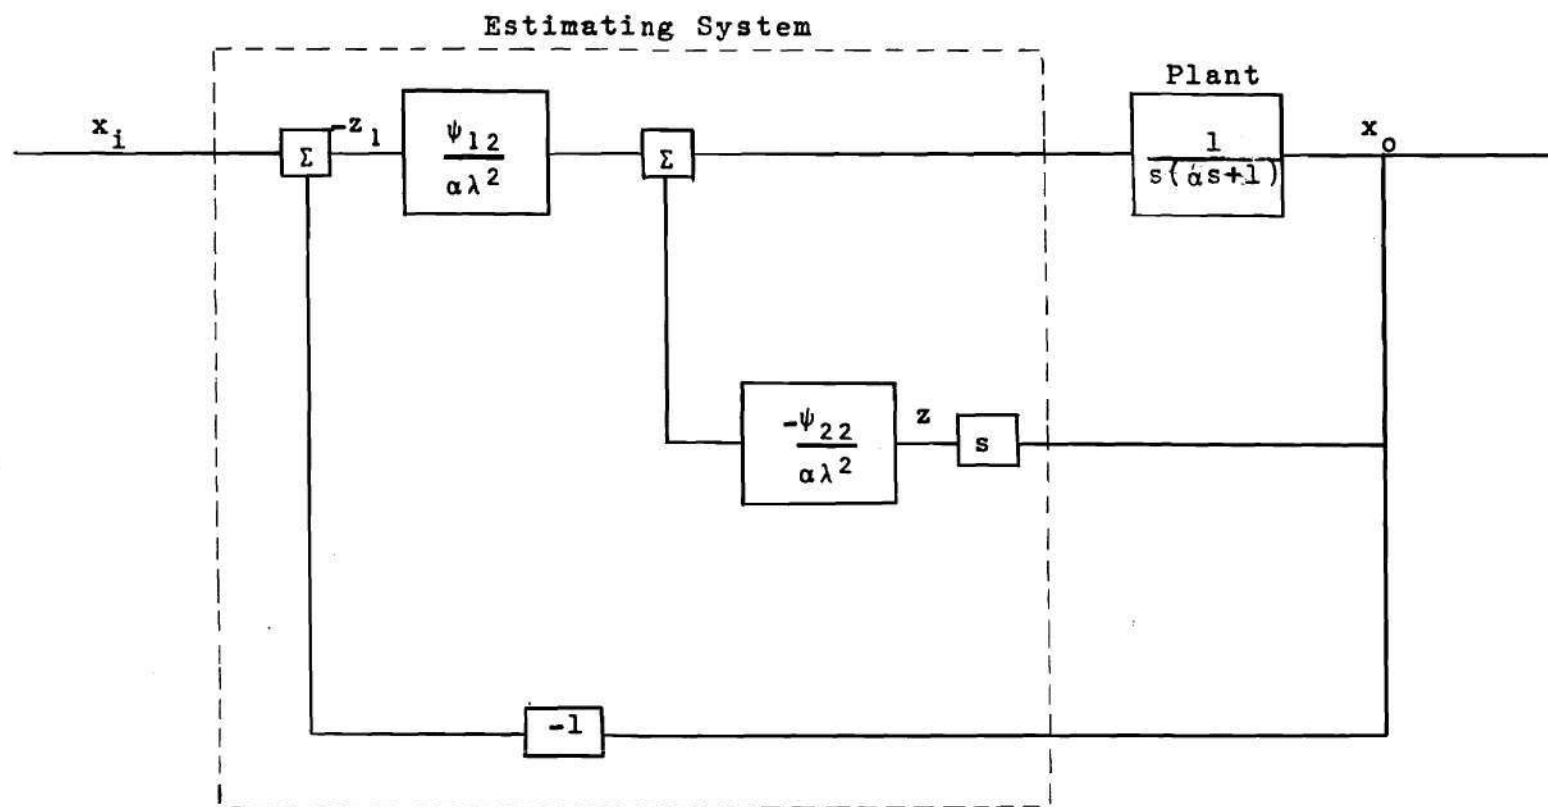 Estimating System
Plant
x_i
Σ
-z_1
ψ_12
αλ^2
Σ
1
s(αs+1)
x_o
-ψ_22
αλ^2
z
s
-1